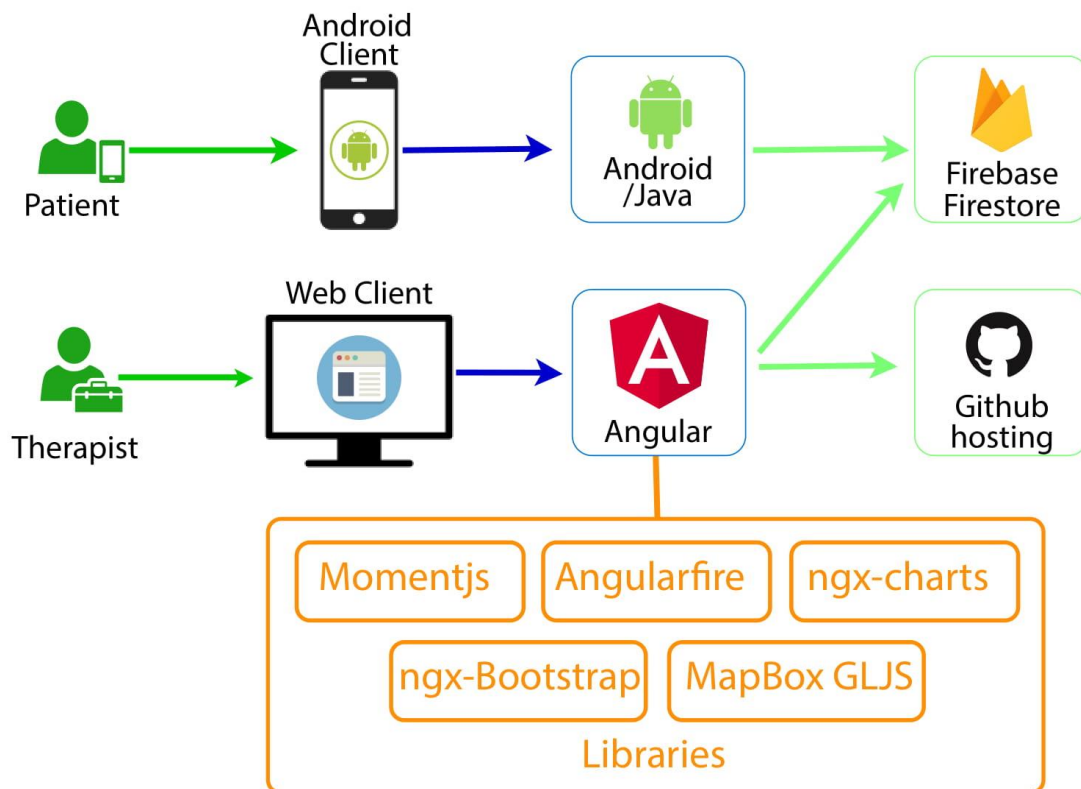 Android
Client
Patient
Android
/Java
Firebase
Firestore
Web Client
Therapist
Angular
Github
hosting
Momentjs
Angularfire
ngx-charts
ngx-Bootstrap
MapBox GLJS
Libraries